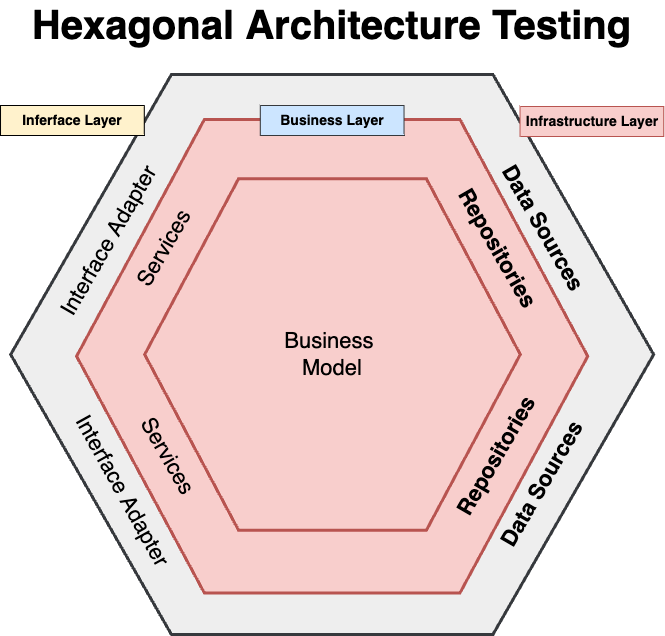 Hexagonal Architecture Testing
Inferface Layer
Business Layer
Infrastructure Layer
Interface Adapter
Services
Repositories
Data Sources
Business
Model
Interface Adapter
Services
Repositories
Data Sources